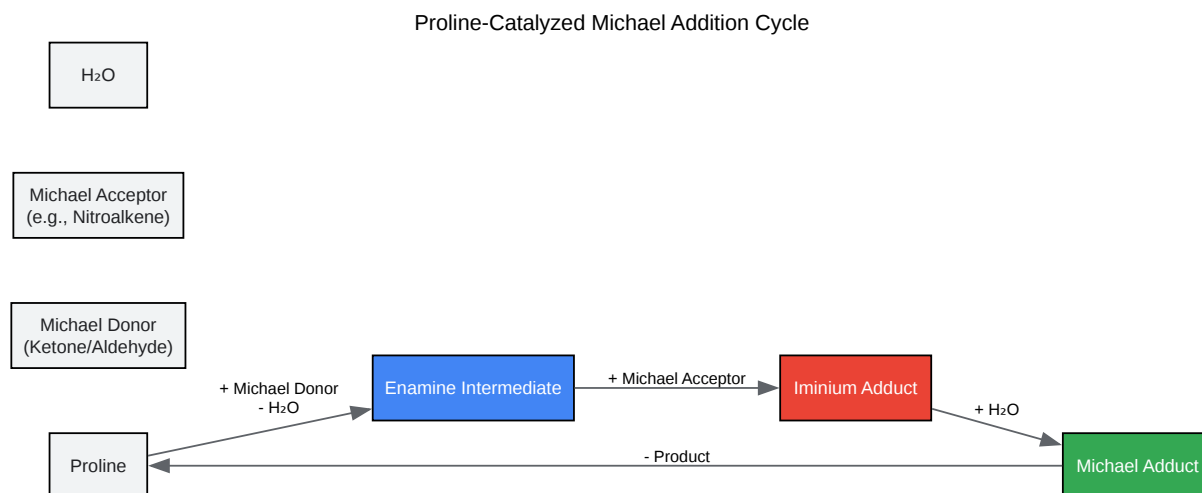 Proline-Catalyzed Michael Addition Cycle
H₂O
Michael Acceptor
(e.g., Nitroalkene)
Michael Donor
(Ketone/Aldehyde)
+ Michael Donor
- H₂O
Enamine Intermediate
+ Michael Acceptor
Iminium Adduct
+ H₂O
Proline
- Product
Michael Adduct